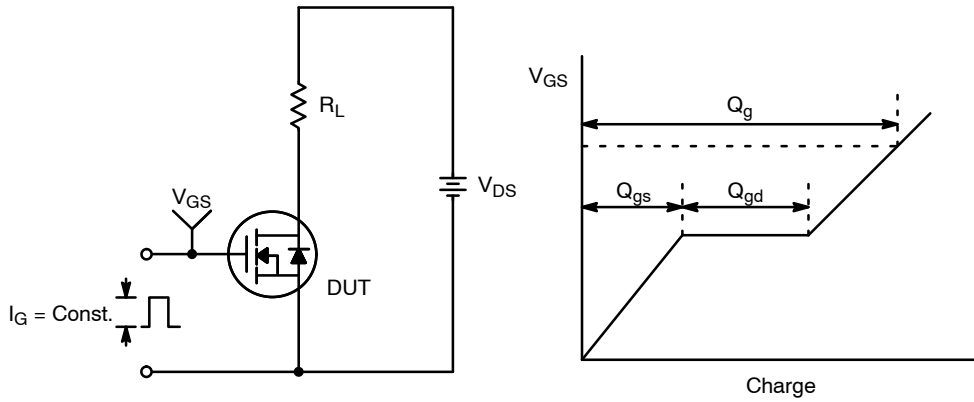 R_L
V_GS
V_DS
DUT
I_G = Const.
V_GS
Q_g
Q_gs
Q_gd
Charge